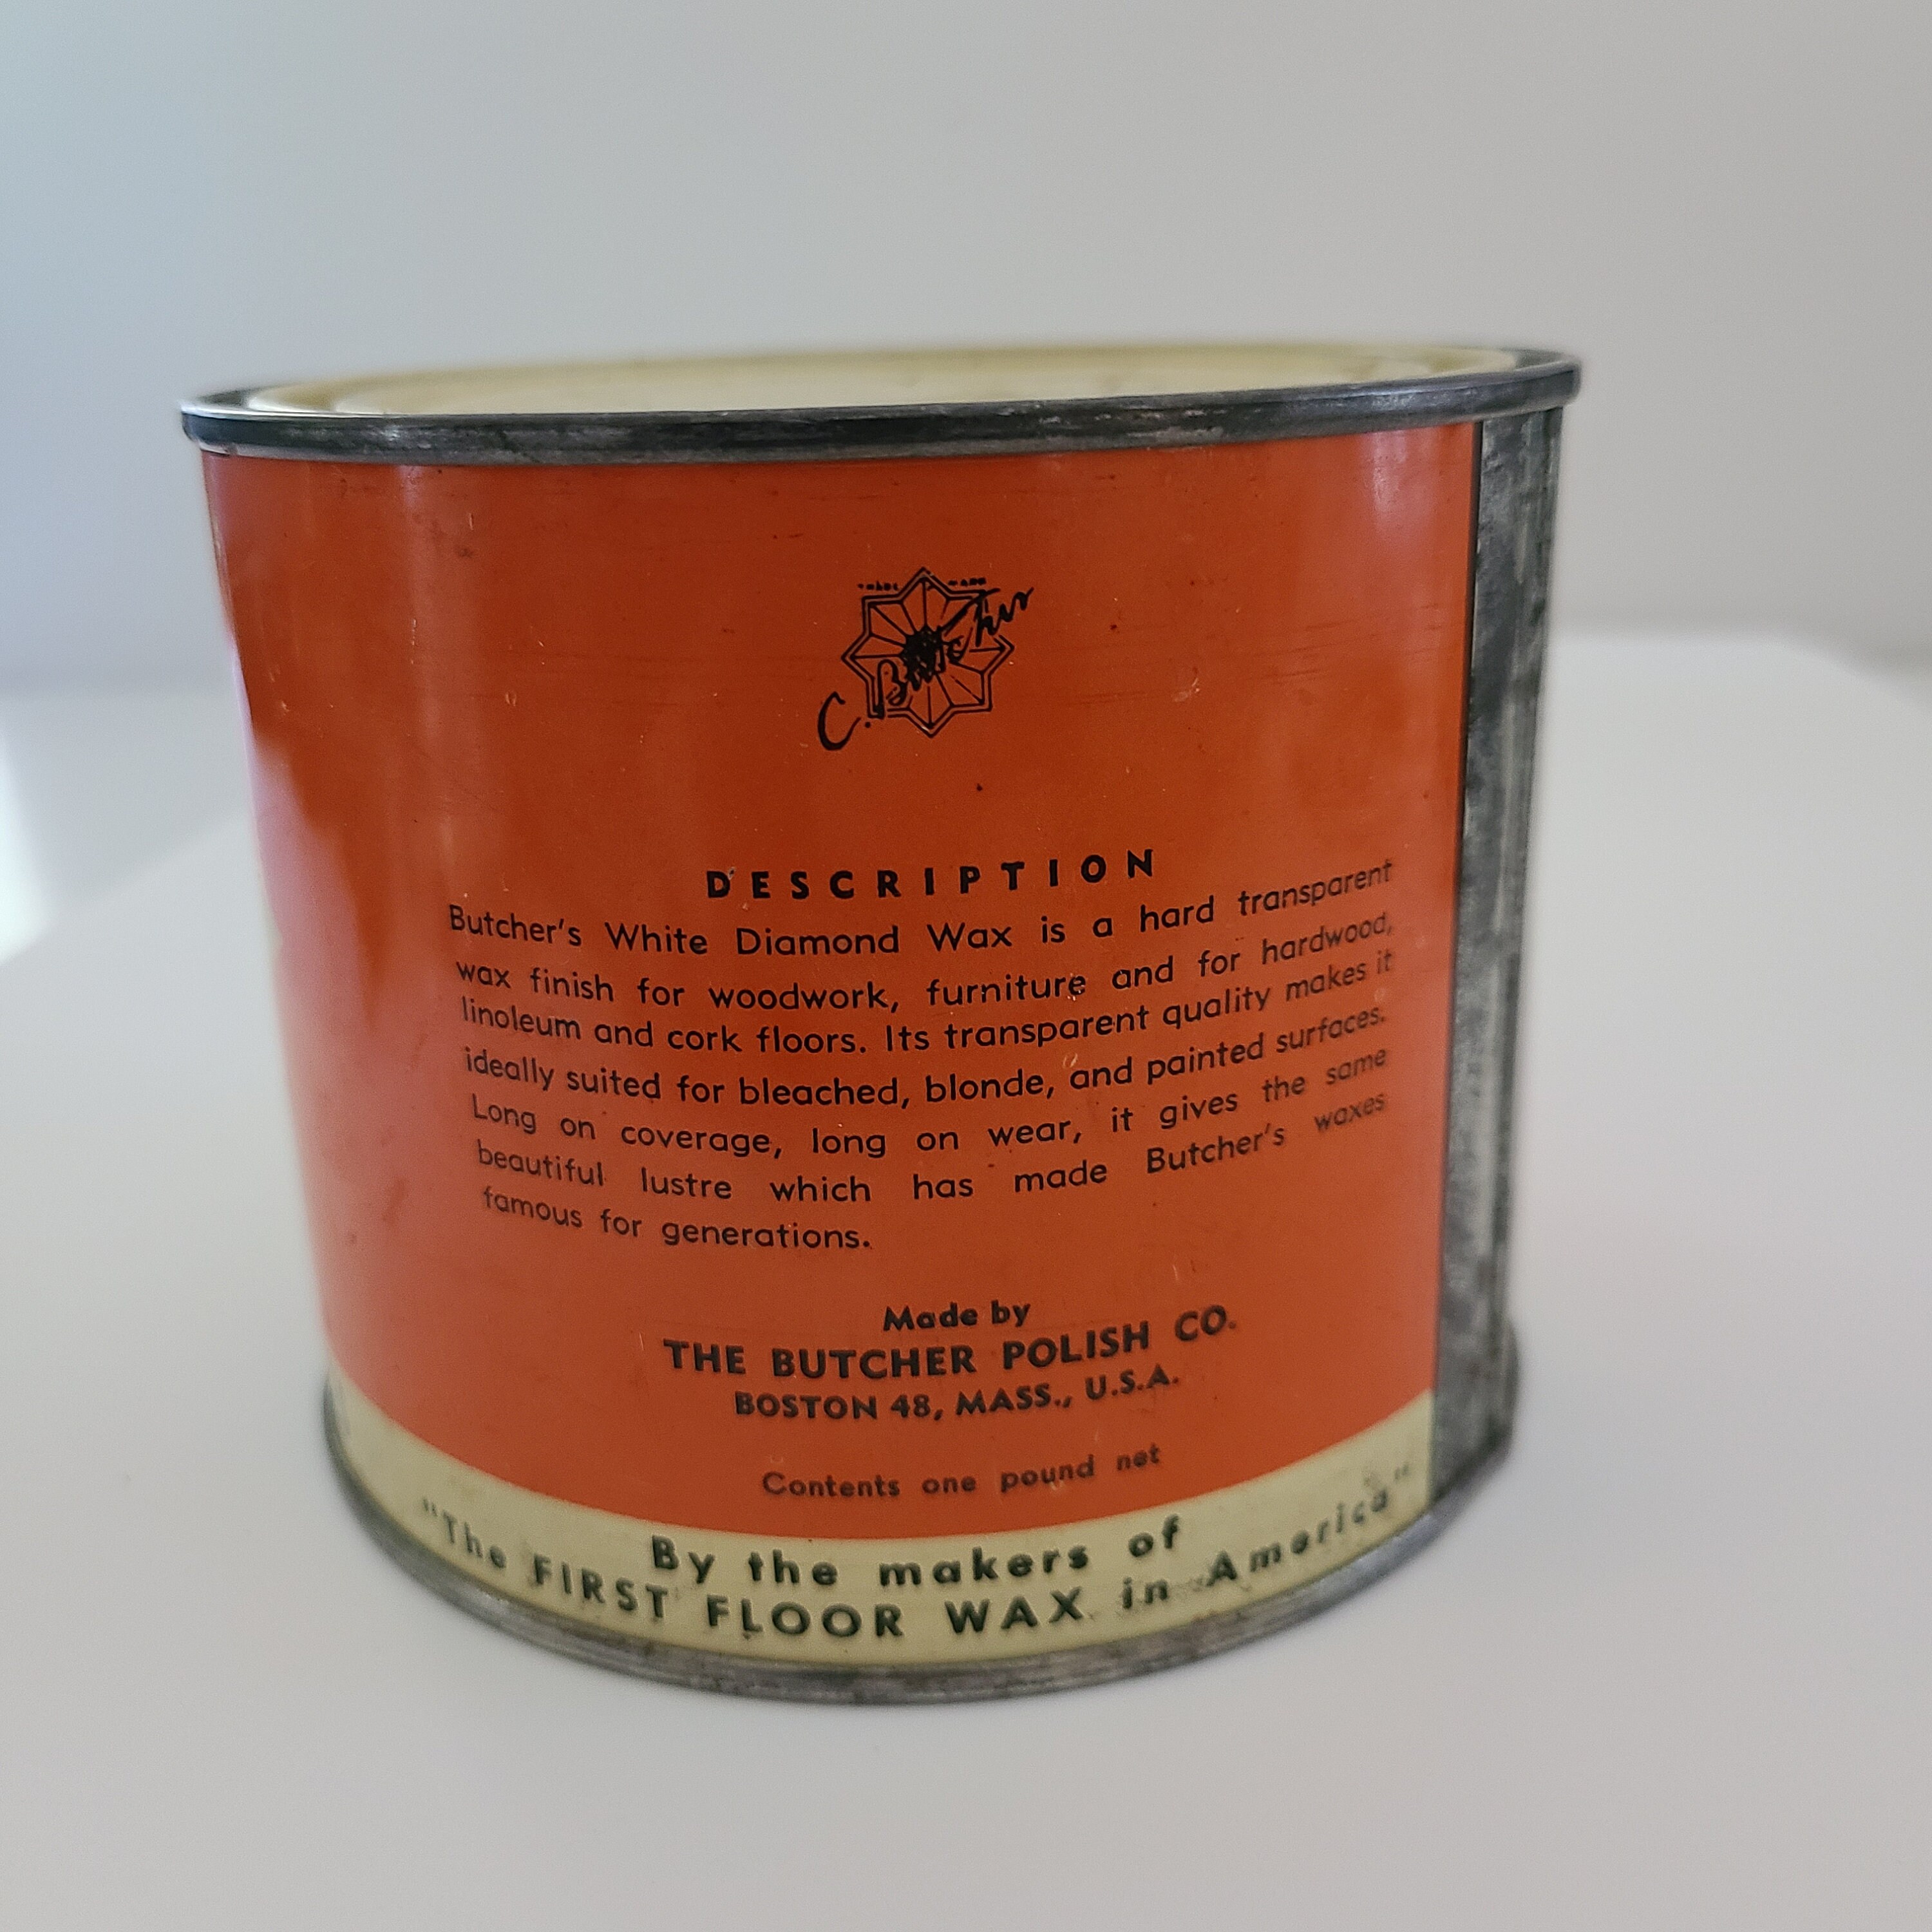 TRADE MARK
C. Butcher
DESCRIPTION
Butcher's White Diamond Wax is a hard transparent
wax finish for woodwork, furniture and for hardwood,
linoleum and cork floors. Its transparent quality makes it
ideally suited for bleached, blonde, and painted surfaces.
Long on coverage, long on wear, it gives the same
beautiful lustre which has made Butcher's waxes
famous for generations.
Made by
THE BUTCHER POLISH CO.
BOSTON 48, MASS., U.S.A.
Contents one pound net
By the makers of
"The FIRST FLOOR WAX in America"